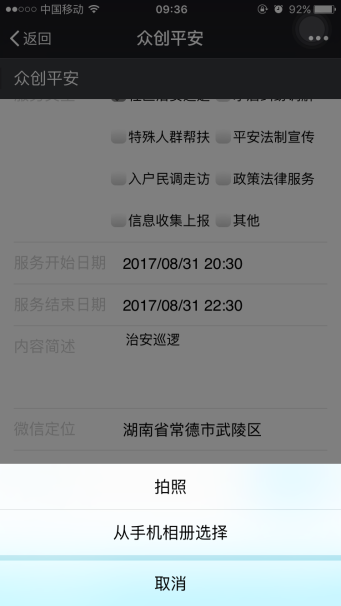 中国移动 09:36 92%
返回 众创平安
众创平安
特殊人群帮扶 平安法制宣传
入户民调走访 政策法律服务
信息收集上报 其他
服务开始日期 2017/08/31 20:30
服务结束日期 2017/08/31 22:30
内容简述 治安巡逻
微信定位 湖南省常德市武陵区
拍照
从手机相册选择
取消